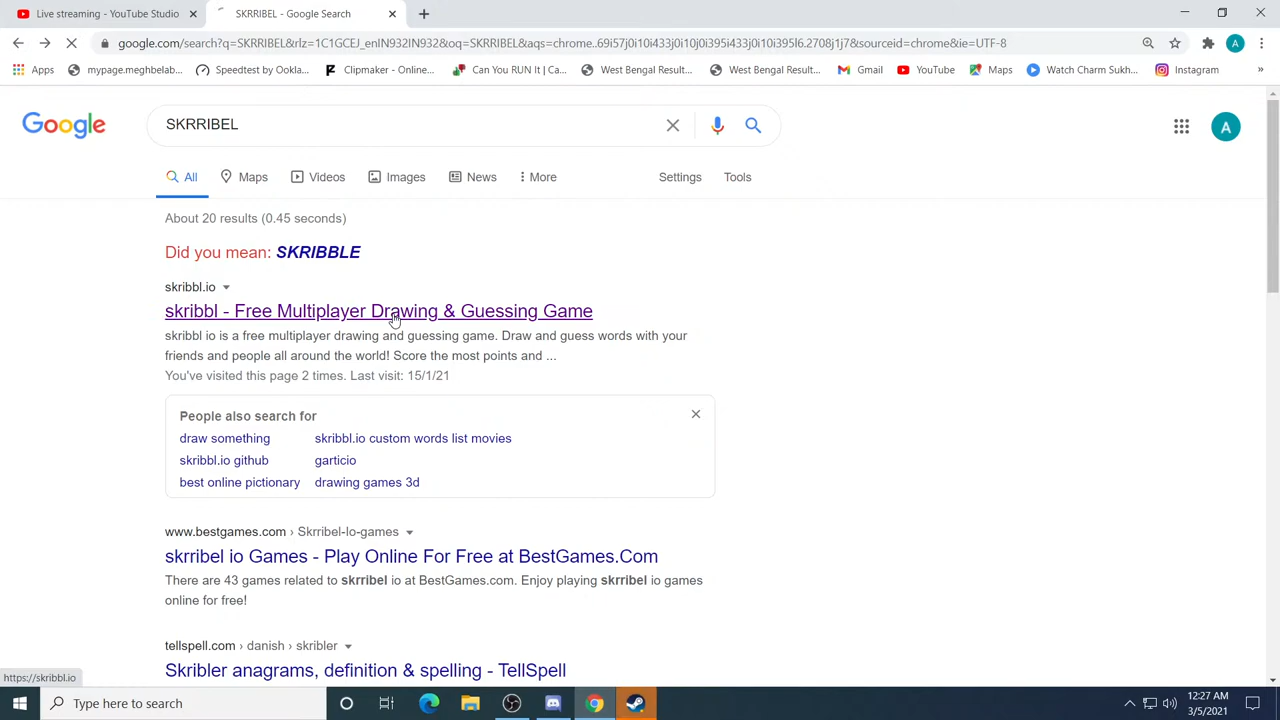 Live streaming - YouTube Studio
SKRRIBEL - Google Search
google.com/search?q=SKRRIBEL&rlz=1C1GCEJ_enIN932IN932&oq=SKRRIBEL&aqs=chrome..69i57j0i10i433j0i10j0i395i433j0i10i395l6.2708j1j7&sourceid=chrome&ie=UTF-8
A
Apps
mypage.meghbelab...
Speedtest by Ookla...
Clipmaker - Online...
Can You RUN It | Ca...
West Bengal Result...
West Bengal Result...
Gmail
YouTube
Maps
Watch Charm Sukh...
Instagram
»
Google
SKRRIBEL
A
All
Maps
Videos
Images
News
More
Settings
Tools
About 20 results (0.45 seconds)
Did you mean: SKRIBBLE
skribbl.io
skribbl - Free Multiplayer Drawing & Guessing Game
skribbl io is a free multiplayer drawing and guessing game. Draw and guess words with your
friends and people all around the world! Score the most points and ...
You've visited this page 2 times. Last visit: 15/1/21
People also search for
draw something
skribbl.io custom words list movies
skribbl.io github
garticio
best online pictionary
drawing games 3d
www.bestgames.com › Skrribel-Io-games
skrribel io Games - Play Online For Free at BestGames.Com
There are 43 games related to skrribel io at BestGames.com. Enjoy playing skrribel io games
online for free!
tellspell.com › danish › skribler
Skribler anagrams, definition & spelling - TellSpell
https://skribbl.io
Type here to search
12:27 AM
3/5/2021